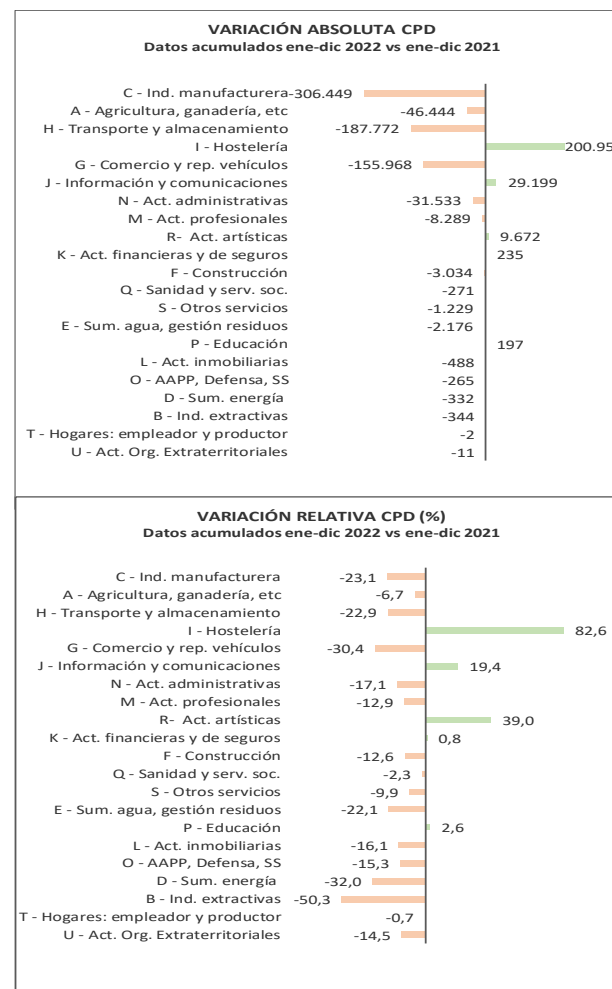 VARIACIÓN ABSOLUTA CPD
Datos acumulados ene-dic 2022 vs ene-dic 2021
C - Ind. manufacturera -306.449
A - Agricultura, ganadería, etc -46.444
H - Transporte y almacenamiento -187.772
I - Hostelería 200.95
G - Comercio y rep. vehículos -155.968
J - Información y comunicaciones 29.199
N - Act. administrativas -31.533
M - Act. profesionales -8.289
R- Act. artísticas 9.672
K - Act. financieras y de seguros 235
F - Construcción -3.034
Q - Sanidad y serv. soc. -271
S - Otros servicios -1.229
E - Sum. agua, gestión residuos -2.176
P - Educación 197
L - Act. inmobiliarias -488
O - AAPP, Defensa, SS -265
D - Sum. energía -332
B - Ind. extractivas -344
T - Hogares: empleador y productor -2
U - Act. Org. Extraterritoriales -11
VARIACIÓN RELATIVA CPD (%)
Datos acumulados ene-dic 2022 vs ene-dic 2021
C - Ind. manufacturera -23,1
A - Agricultura, ganadería, etc -6,7
H - Transporte y almacenamiento -22,9
I - Hostelería 82,6
G - Comercio y rep. vehículos -30,4
J - Información y comunicaciones 19,4
N - Act. administrativas -17,1
M - Act. profesionales -12,9
R- Act. artísticas 39,0
K - Act. financieras y de seguros 0,8
F - Construcción -12,6
Q - Sanidad y serv. soc. -2,3
S - Otros servicios -9,9
E - Sum. agua, gestión residuos -22,1
P - Educación 2,6
L - Act. inmobiliarias -16,1
O - AAPP, Defensa, SS -15,3
D - Sum. energía -32,0
B - Ind. extractivas -50,3
T - Hogares: empleador y productor -0,7
U - Act. Org. Extraterritoriales -14,5